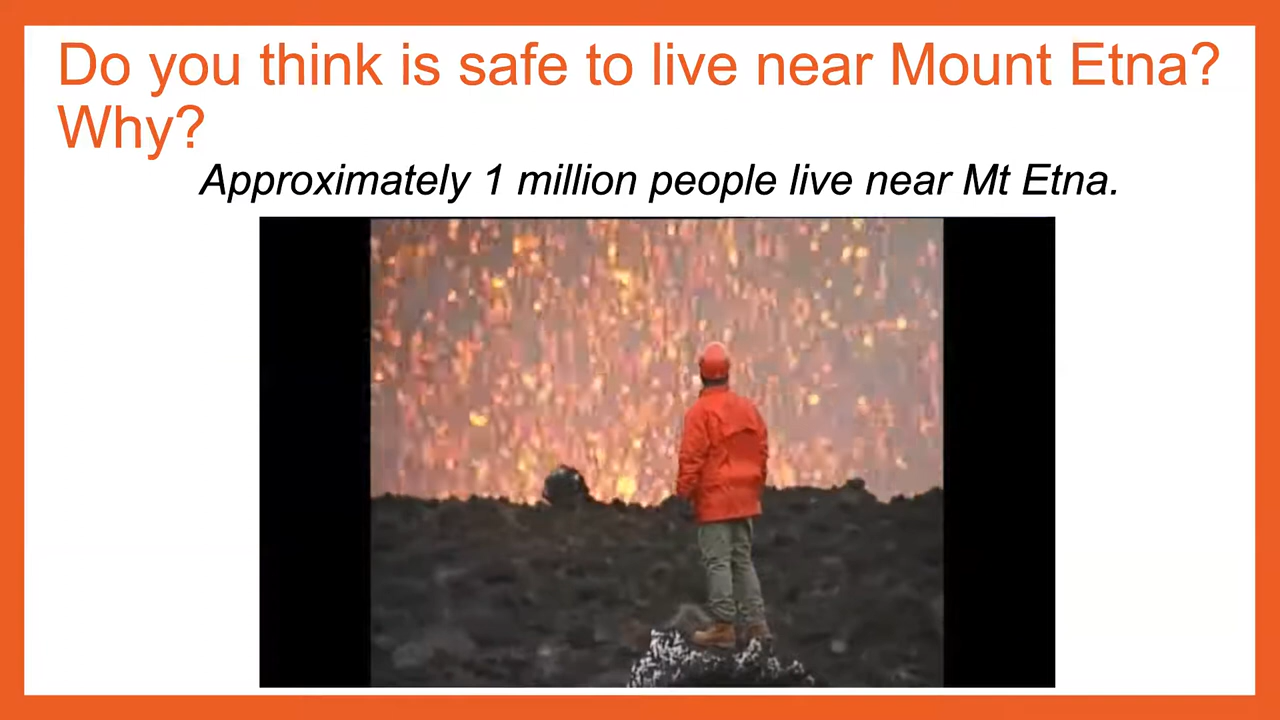 Do you think is safe to live near Mount Etna?
Why?
Approximately 1 million people live near Mt Etna.